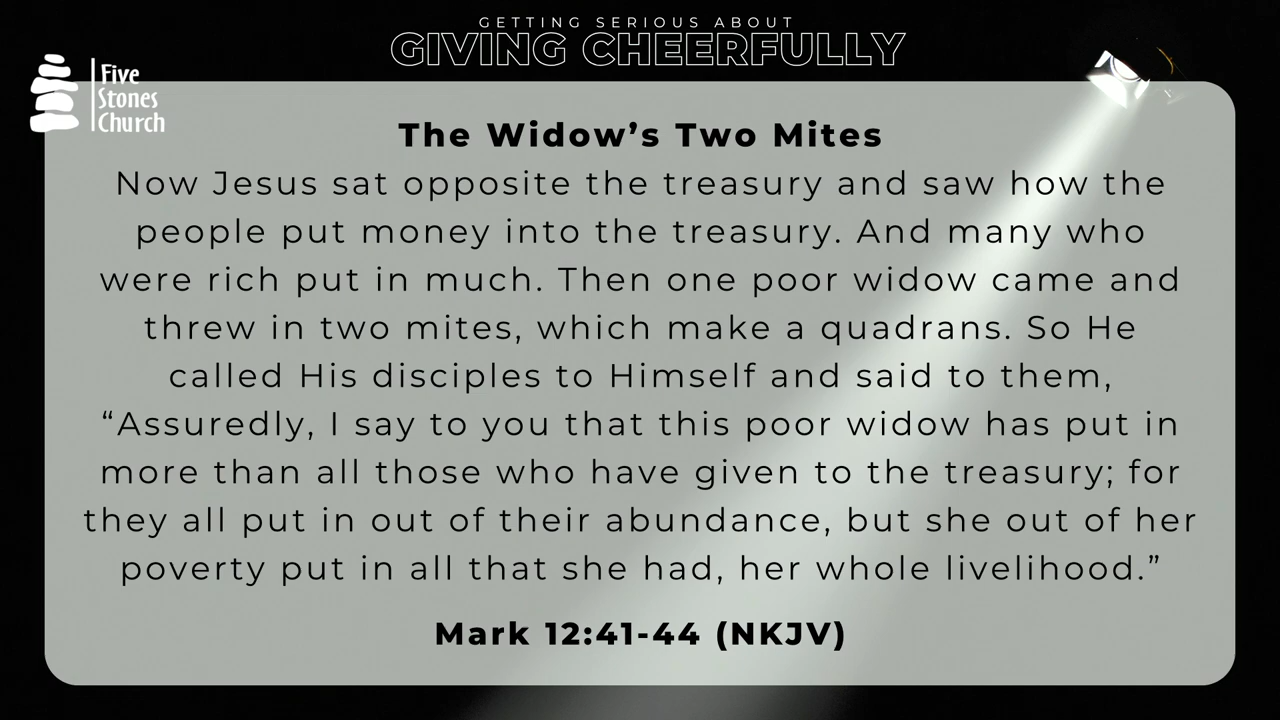 GETTING SERIOUS ABOUT
GIVING CHEERFULLY
Five
Stones
Church
The Widow’s Two Mites
Now Jesus sat opposite the treasury and saw how the
people put money into the treasury. And many who
were rich put in much. Then one poor widow came and
threw in two mites, which make a quadrans. So He
called His disciples to Himself and said to them,
“Assuredly, I say to you that this poor widow has put in
more than all those who have given to the treasury; for
they all put in out of their abundance, but she out of her
poverty put in all that she had, her whole livelihood.”
Mark 12:41-44 (NKJV)